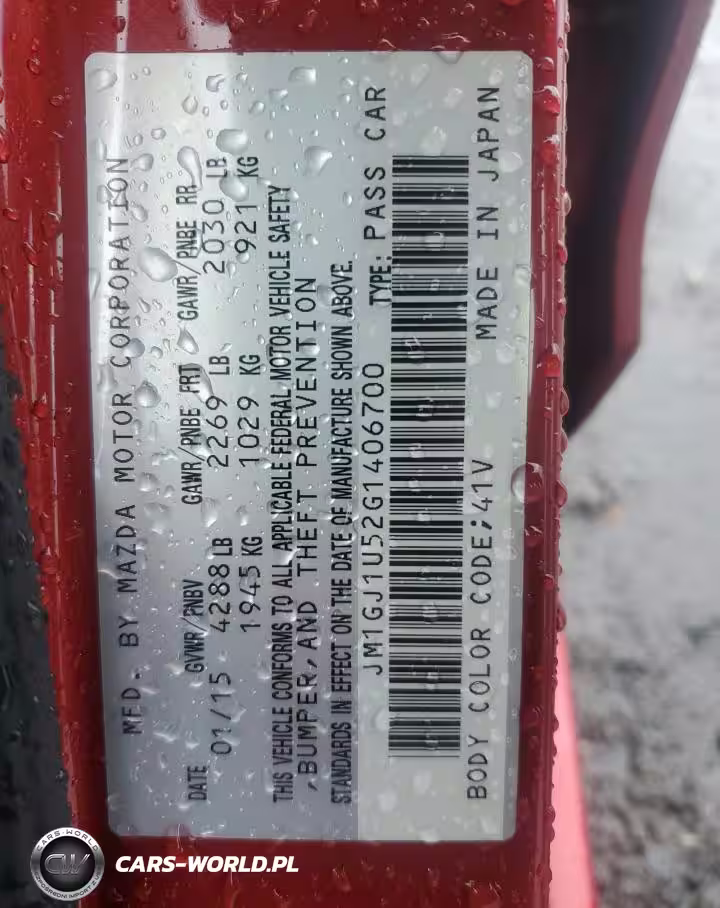 MFD. BY MAZDA MOTOR CORPORATION
DATE GVWR/PNBV GAWR/PNBE FRT GAWR/PNBE RR
01/15 4288 LB 2269 LB 2030 LB
1945 KG 1029 KG 921 KG
THIS VEHICLE CONFORMS TO ALL APPLICABLE FEDERAL MOTOR VEHICLE SAFETY
,BUMPER,AND THEFT PREVENTION
STANDARDS IN EFFECT ON THE DATE OF MANUFACTURE SHOWN ABOVE.
JM1GJ1U52G1406700 TYPE: PASS CAR
BODY COLOR CODE;41V MADE IN JAPAN
CARS-WORLD
CW
CARS-WORLD.PL